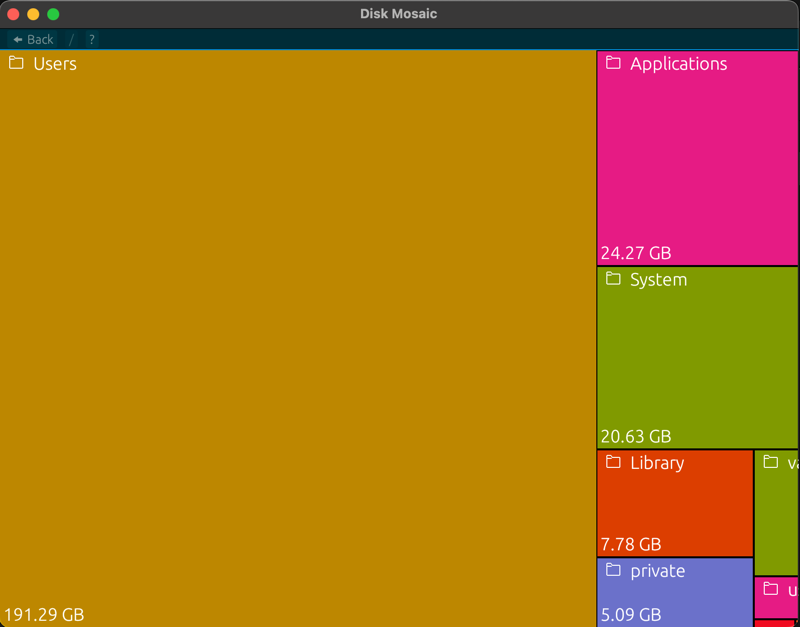 Disk Mosaic
Back / ?
Users
191.29 GB
Applications
24.27 GB
System
20.63 GB
Library
7.78 GB
private
5.09 GB